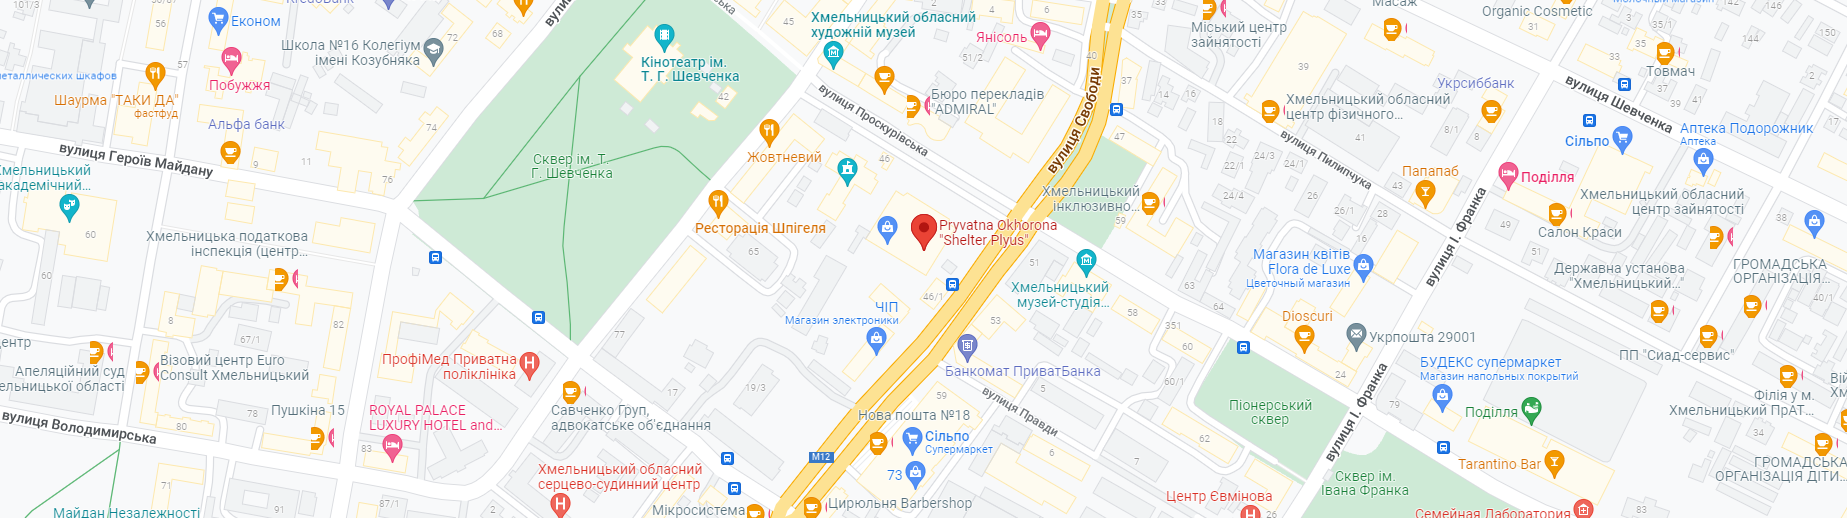 Економ
KredoBank
Школа №16 Колегіум
імені Козубняка
металлических шкафов
Побужжя
Шаурма "ТАКИ ДА"
фастфуд
Альфа банк
вулиця Героїв Майдану
Хмельницький
академічний...
Хмельницька податкова
інспекція (центр...
Апеляційний суд
Візовий центр Euro
Consult Хмельницький
Пушкіна 15
вулиця Володимирська
ROYAL PALACE
LUXURY HOTEL and...
Майдан Незалежності
ПрофіМед Приватна
поліклініка
Савченко Груп,
адвокатське об'єднання
Хмельницький обласний
серцево-судинний центр
Мікросистема
Кінотеатр ім.
Т. Г. Шевченка
Сквер ім. Т.
Г. Шевченка
Жовтневий
Ресторація Шпігеля
Хмельницький обласний
художній музей
Янісоль
Бюро перекладів
"ADMIRAL"
вулиця Проскурівська
вулиця Свободи
Pryvatna Okhorona
"Shelter Plyus"
ЧІП
Магазин электроники
Банкомат ПриватБанка
Нова пошта №18
Сільпо
Супермаркет
73
Цирюльня Barbershop
M12
вулиця Правди
Хмельницький
інклюзивно...
Хмельницький
музей-студія...
Міський центр
зайнятості
Масаж
Organic Cosmetic
Молочный магазин
Укрсиббанк
Товмач
Хмельницький обласний
центр фізичного...
вулиця Шевченка
вулиця Пилипчука
Сільпо
Аптека Подорожник
Аптека
Папапаб
Поділля
Хмельницький обласний
центр зайнятості
Салон Краси
вулиця І. Франка
Магазин квітів
Flora de Luxe
Цветочный магазин
Державна установа
"Хмельницький...
ГРОМАДСЬКА
ОРГАНІЗАЦІЯ...
Dioscuri
Укрпошта 29001
БУДЕКС супермаркет
Магазин напольных покрытий
ПП "Сиад-сервис"
Філія у м.
Хмельницький ПрАТ...
Поділля
Піонерський
сквер
вулиця І. Франка
Сквер ім.
Івана Франка
Tarantino Bar
ГРОМАДСЬКА
ОРГАНІЗАЦІЯ ДІТИ...
Центр Євмінова
Семейная Лаборатория